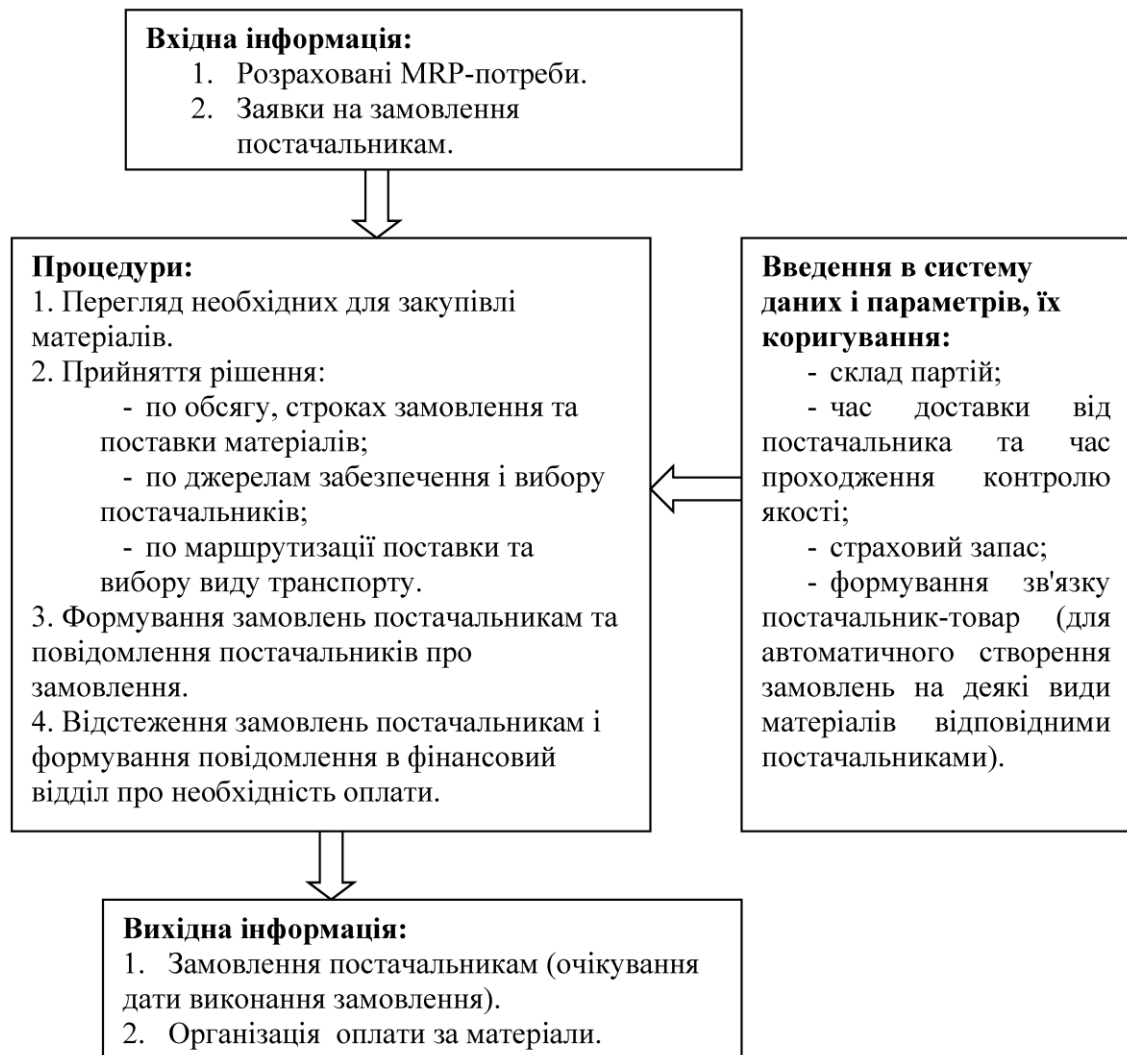 Вхідна інформація:
1. Розраховані MRP-потреби.
2. Заявки на замовлення
постачальникам.
Процедури:
1. Перегляд необхідних для закупівлі
матеріалів.
2. Прийняття рішення:
- по обсягу, строках замовлення та
поставки матеріалів;
- по джерелам забезпечення і вибору
постачальників;
- по маршрутизації поставки та
вибору виду транспорту.
3. Формування замовлень постачальникам та
повідомлення постачальників про
замовлення.
4. Відстеження замовлень постачальникам і
формування повідомлення в фінансовий
відділ про необхідність оплати.
Введення в систему
даних і параметрів, їх
коригування:
- склад партій;
- час доставки від
постачальника та час
проходження контролю
якості;
- страховий запас;
- формування зв'язку
постачальник-товар (для
автоматичного створення
замовлень на деякі види
матеріалів відповідними
постачальниками).
Вихідна інформація:
1. Замовлення постачальникам (очікування
дати виконання замовлення).
2. Організація оплати за матеріали.